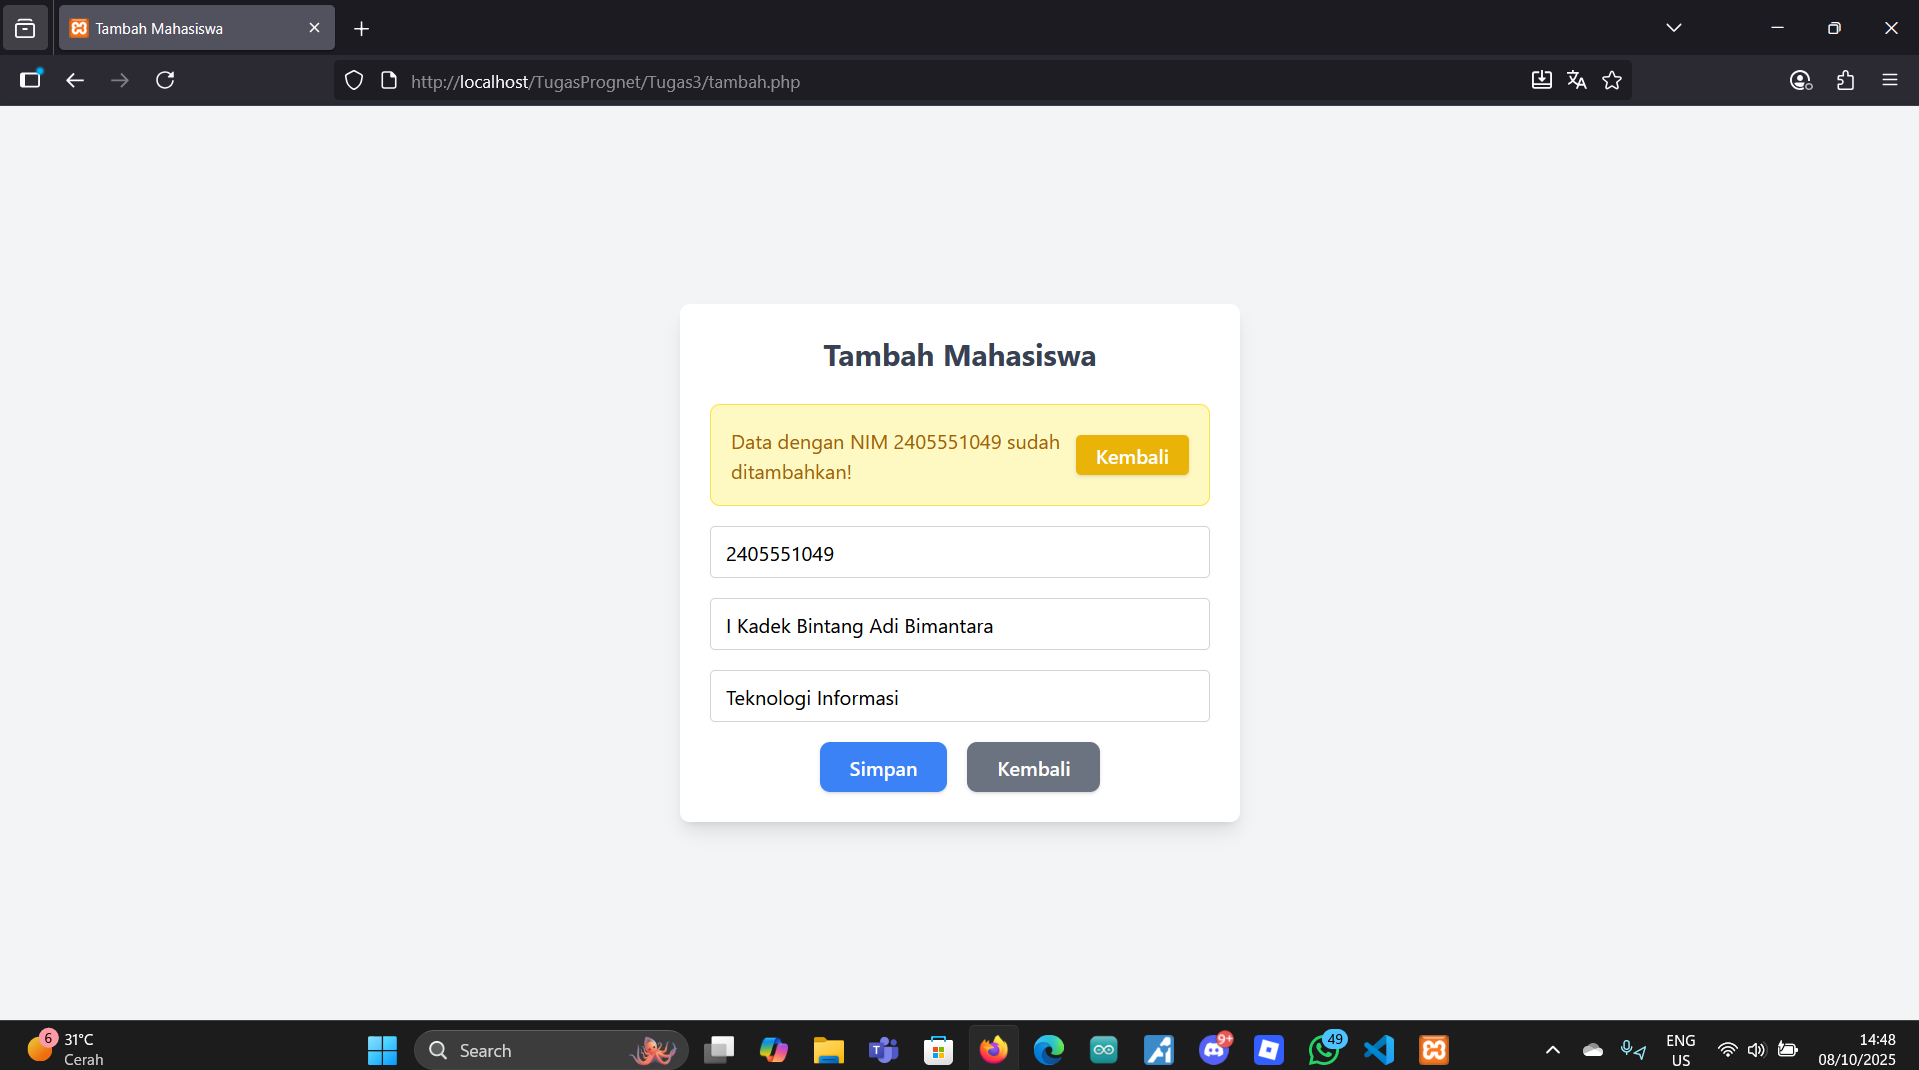 Tambah Mahasiswa
http://localhost/TugasPrognet/Tugas3/tambah.php
Tambah Mahasiswa
Data dengan NIM 2405551049 sudah
ditambahkan!
Kembali
2405551049
I Kadek Bintang Adi Bimantara
Teknologi Informasi
Simpan
Kembali
6
31°C
Cerah
Search
9+
49
ENG
US
14:48
08/10/2025